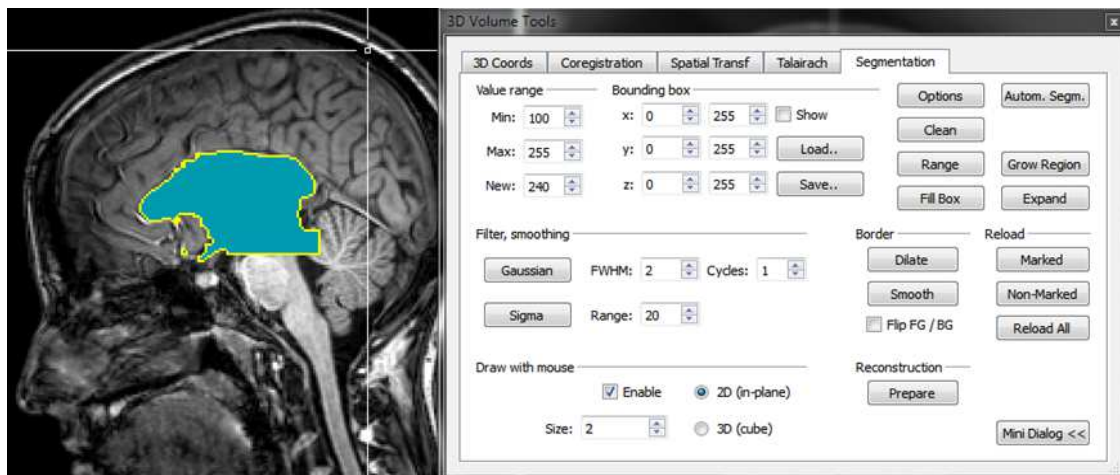 3D Volume Tools
x
3D Coords Coregistration Spatial Transf Talairach Segmentation
Value range Bounding box
Options Autom. Segm.
Min: 100 x: 0 255 Show
Clean
Max: 255 y: 0 255 Load..
Range Grow Region
New: 240 z: 0 255 Save..
Fill Box Expand
Filter, smoothing Border Reload
Gaussian FWHM: 2 Cycles: 1 Dilate Marked
Smooth Non-Marked
Sigma Range: 20 Flip FG / BG Reload All
Draw with mouse Reconstruction
Enable 2D (in-plane) Prepare
Size: 2 3D (cube) Mini Dialog <<